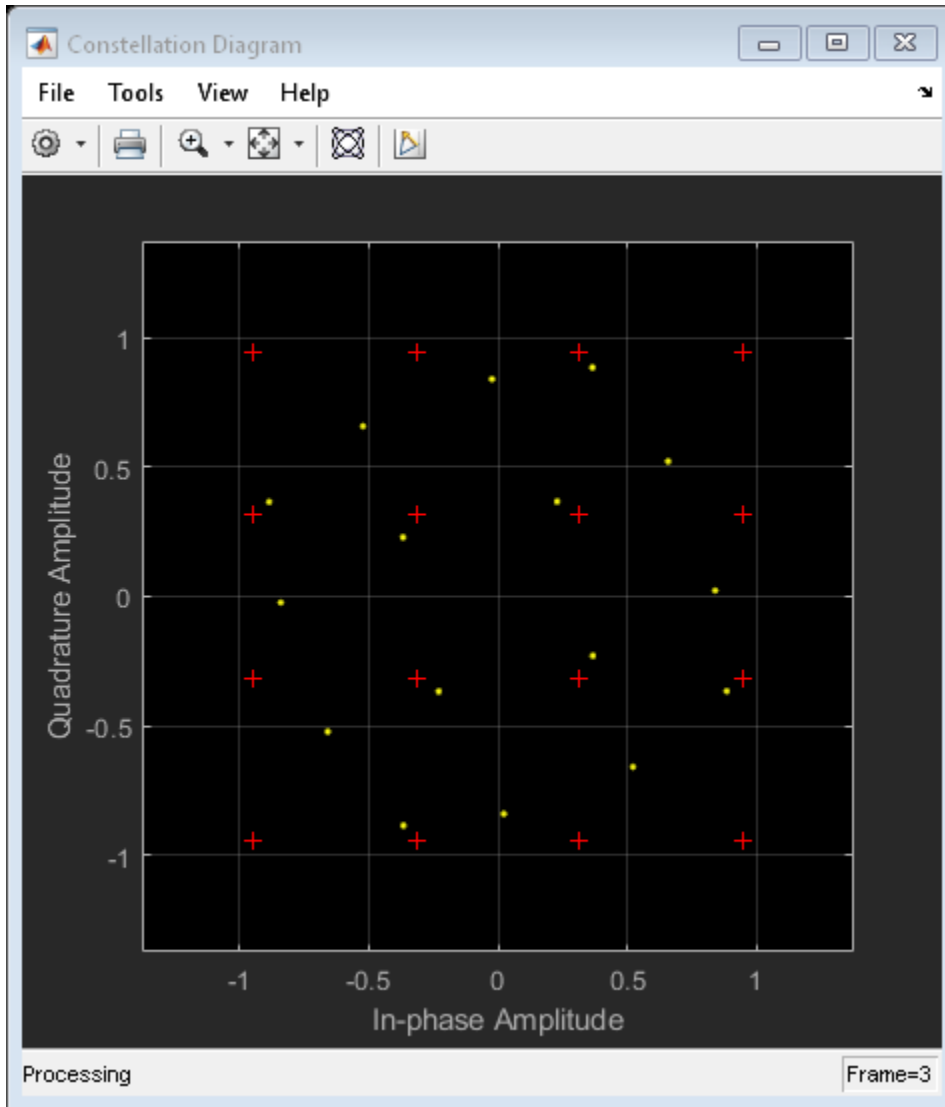 Constellation Diagram
File Tools View Help
1
0.5
0
-0.5
-1
Quadrature Amplitude
-1 -0.5 0 0.5 1
In-phase Amplitude
Processing Frame=3